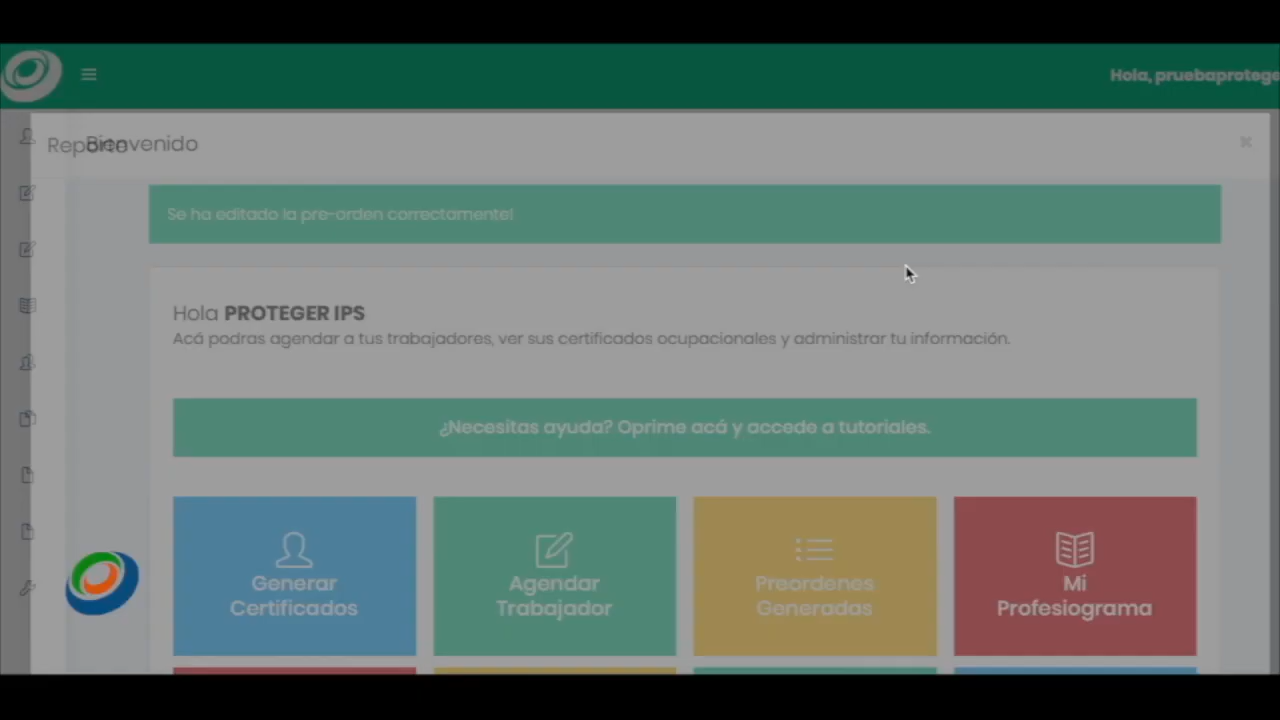 Hola, pruebaprotege
Reporte
Bienvenido
Se ha editado la pre-orden correctamente!
Hola PROTEGER IPS
Acá podras agendar a tus trabajadores, ver sus certificados ocupacionales y administrar tu información.
¿Necesitas ayuda? Oprime acá y accede a tutoriales.
Generar
Certificados
Agendar
Trabajador
Preordenes
Generadas
Mi
Profesiograma